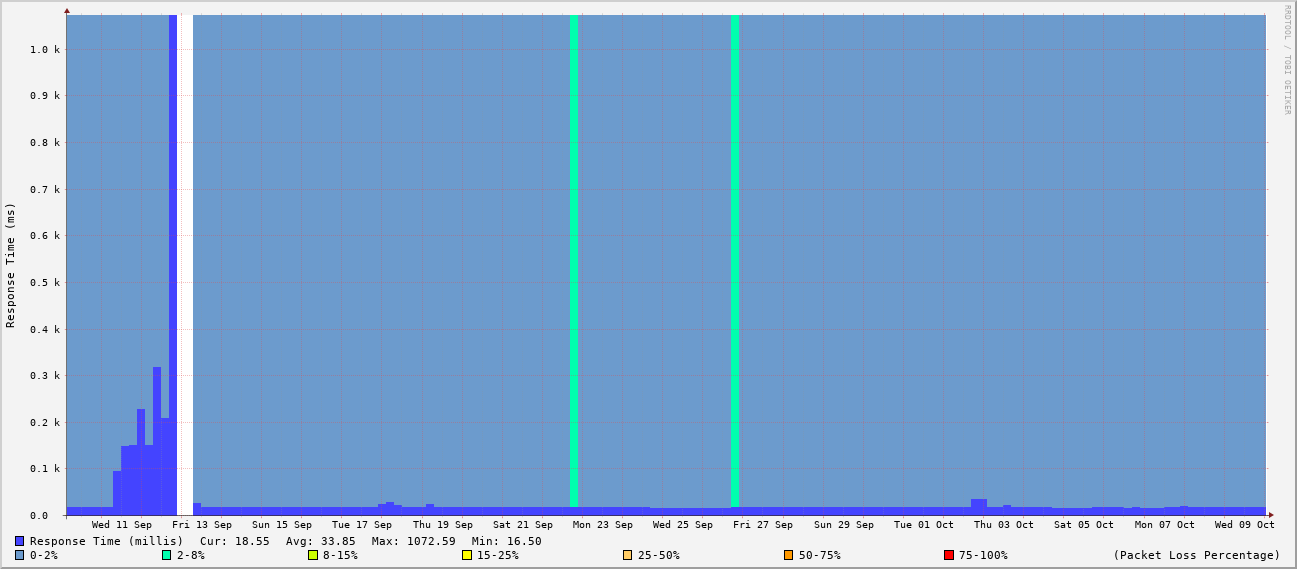 RRDTOOL / TOBI OETIKER
Response Time (ms)
1.0 k
0.9 k
0.8 k
0.7 k
0.6 k
0.5 k
0.4 k
0.3 k
0.2 k
0.1 k
0.0
Wed 11 Sep Fri 13 Sep Sun 15 Sep Tue 17 Sep Thu 19 Sep Sat 21 Sep Mon 23 Sep Wed 25 Sep Fri 27 Sep Sun 29 Sep Tue 01 Oct Thu 03 Oct Sat 05 Oct Mon 07 Oct Wed 09 Oct
Response Time (millis) Cur: 18.55 Avg: 33.85 Max: 1072.59 Min: 16.50
0-2% 2-8% 8-15% 15-25% 25-50% 50-75% 75-100% (Packet Loss Percentage)